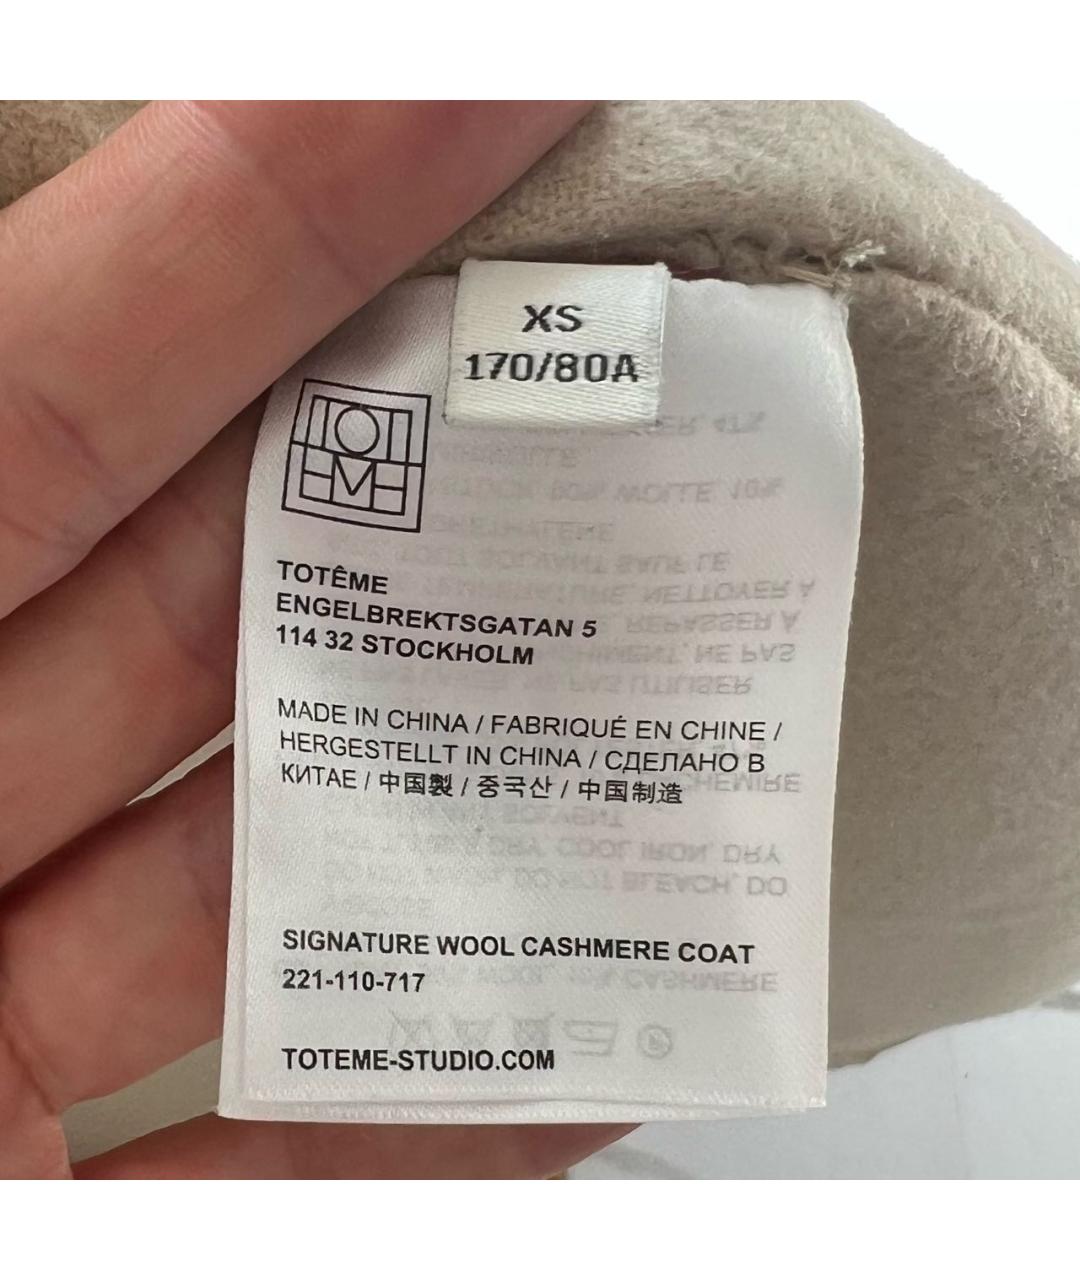 XS
170/80A
TOTÊME
ENGELBREKTSGATAN 5
114 32 STOCKHOLM
MADE IN CHINA / FABRIQUÉ EN CHINE /
HERGESTELLT IN CHINA / СДЕЛАНО В
КИТАЕ / 中国製 / 중국산 / 中国制造
SIGNATURE WOOL CASHMERE COAT
221-110-717
TOTEME-STUDIO.COM